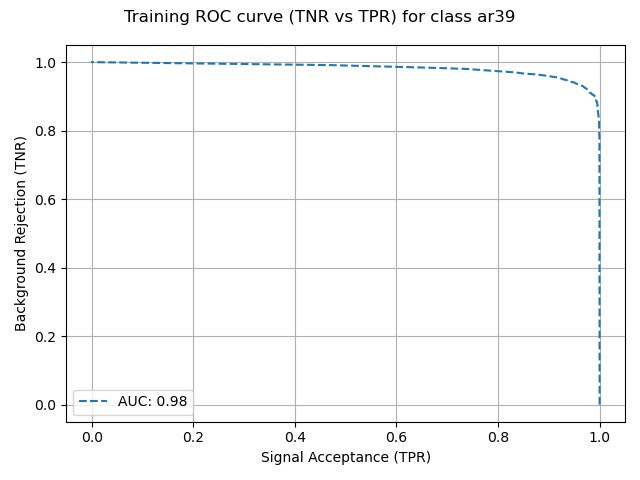 Training ROC curve (TNR vs TPR) for class ar39
1.0
0.8
0.6
0.4
0.2
0.0
Background Rejection (TNR)
AUC: 0.98
0.0 0.2 0.4 0.6 0.8 1.0
Signal Acceptance (TPR)